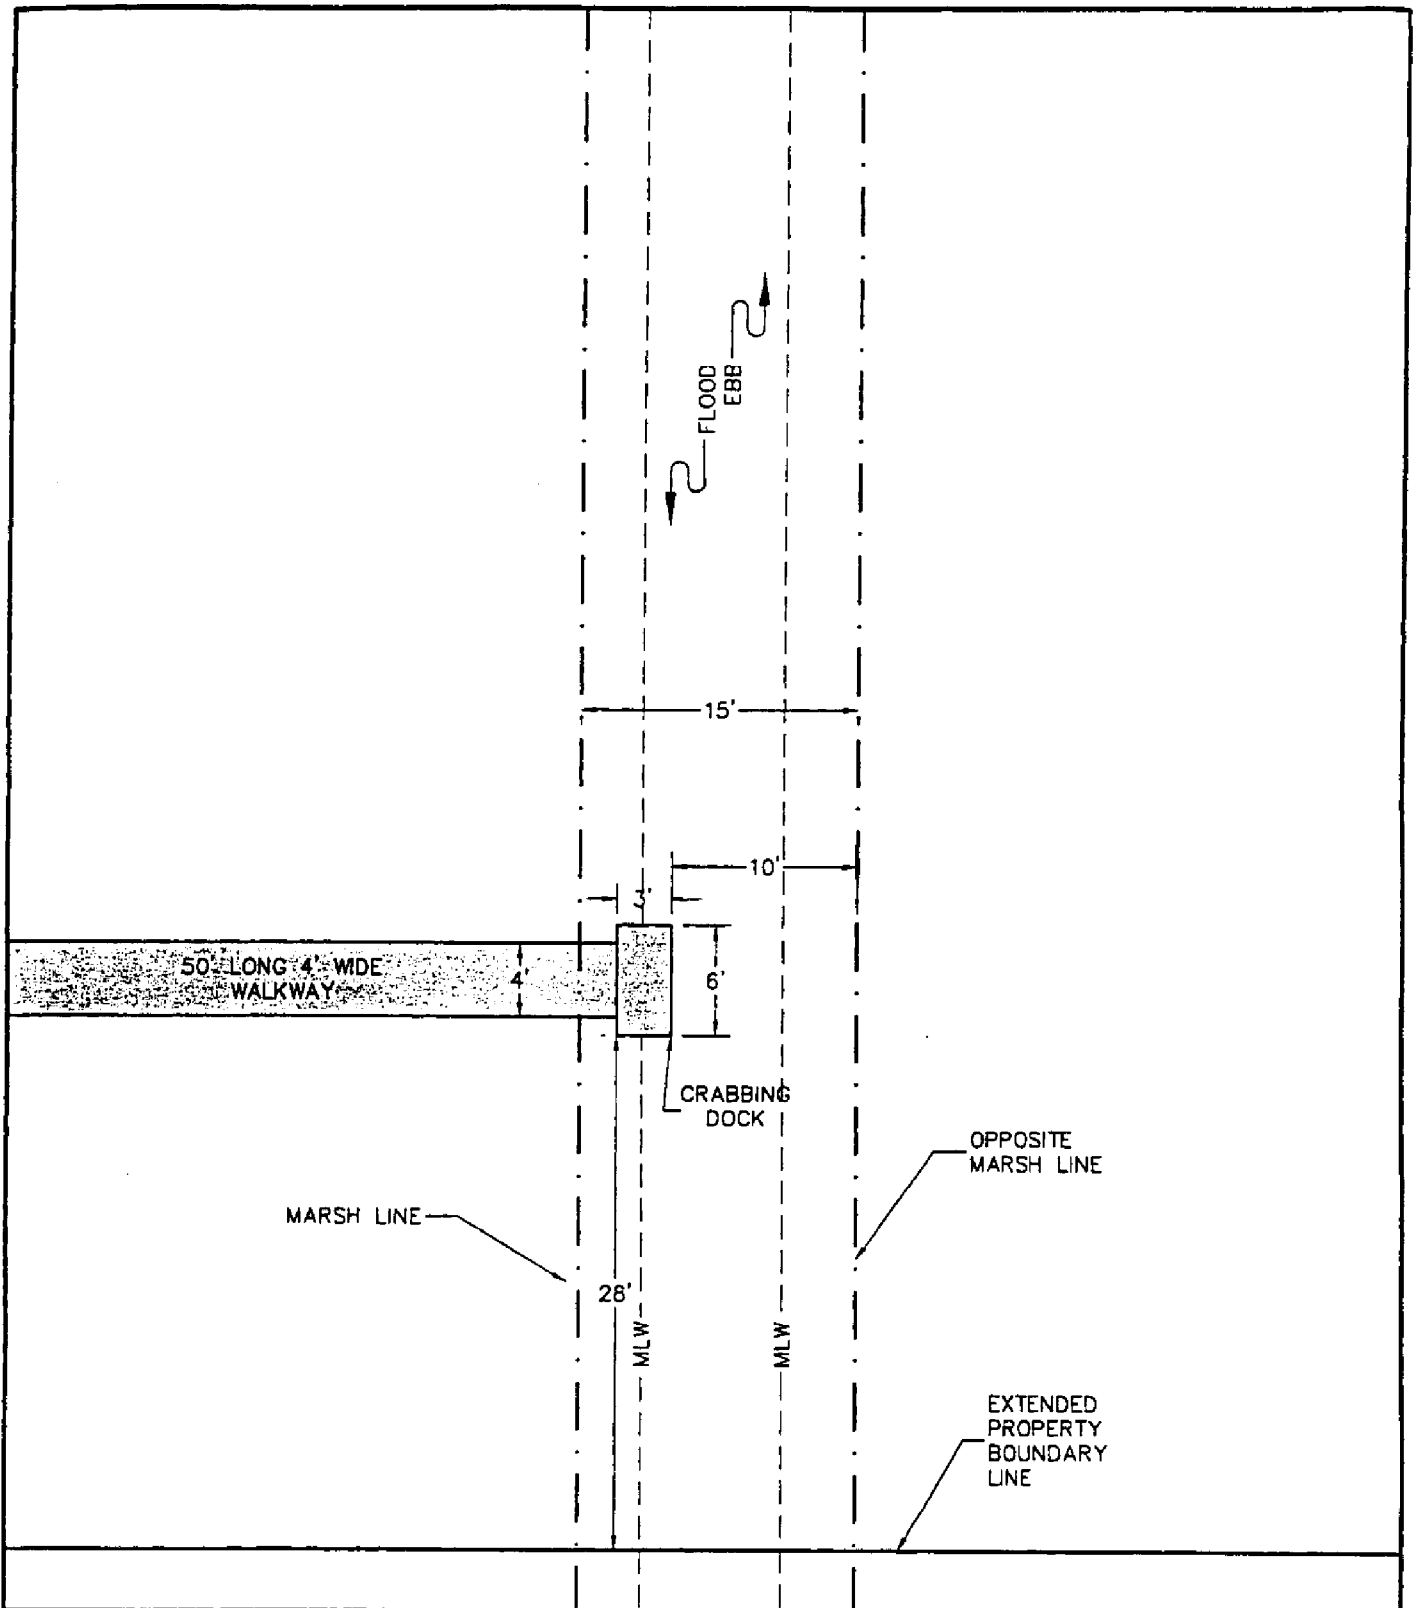 FLOOD
EBB
15'
10'
3'
50' LONG 4' WIDE
WALKWAY
4'
6'
CRABBING
DOCK
OPPOSITE
MARSH LINE
MARSH LINE
28'
MLW
MLW
EXTENDED
PROPERTY
BOUNDARY
LINE